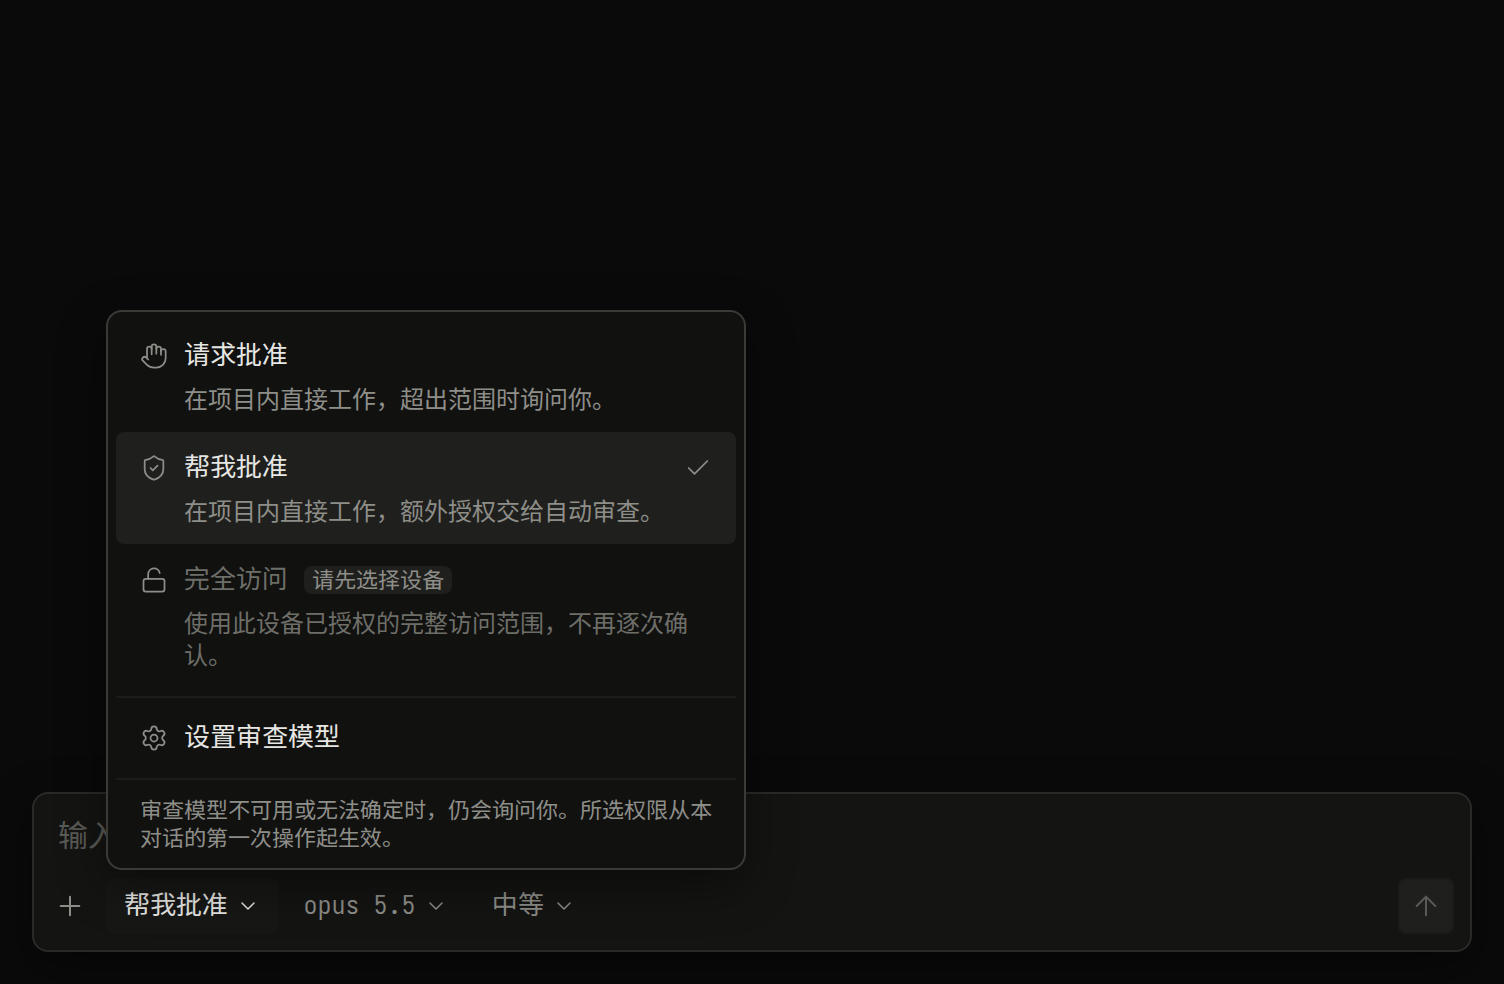 请求批准
在项目内直接工作，超出范围时询问你。
帮我批准
在项目内直接工作，额外授权交给自动审查。
完全访问 请先选择设备
使用此设备已授权的完整访问范围，不再逐次确
认。
设置审查模型
审查模型不可用或无法确定时，仍会询问你。所选权限从本
对话的第一次操作起生效。
输入
帮我批准 opus 5.5 中等